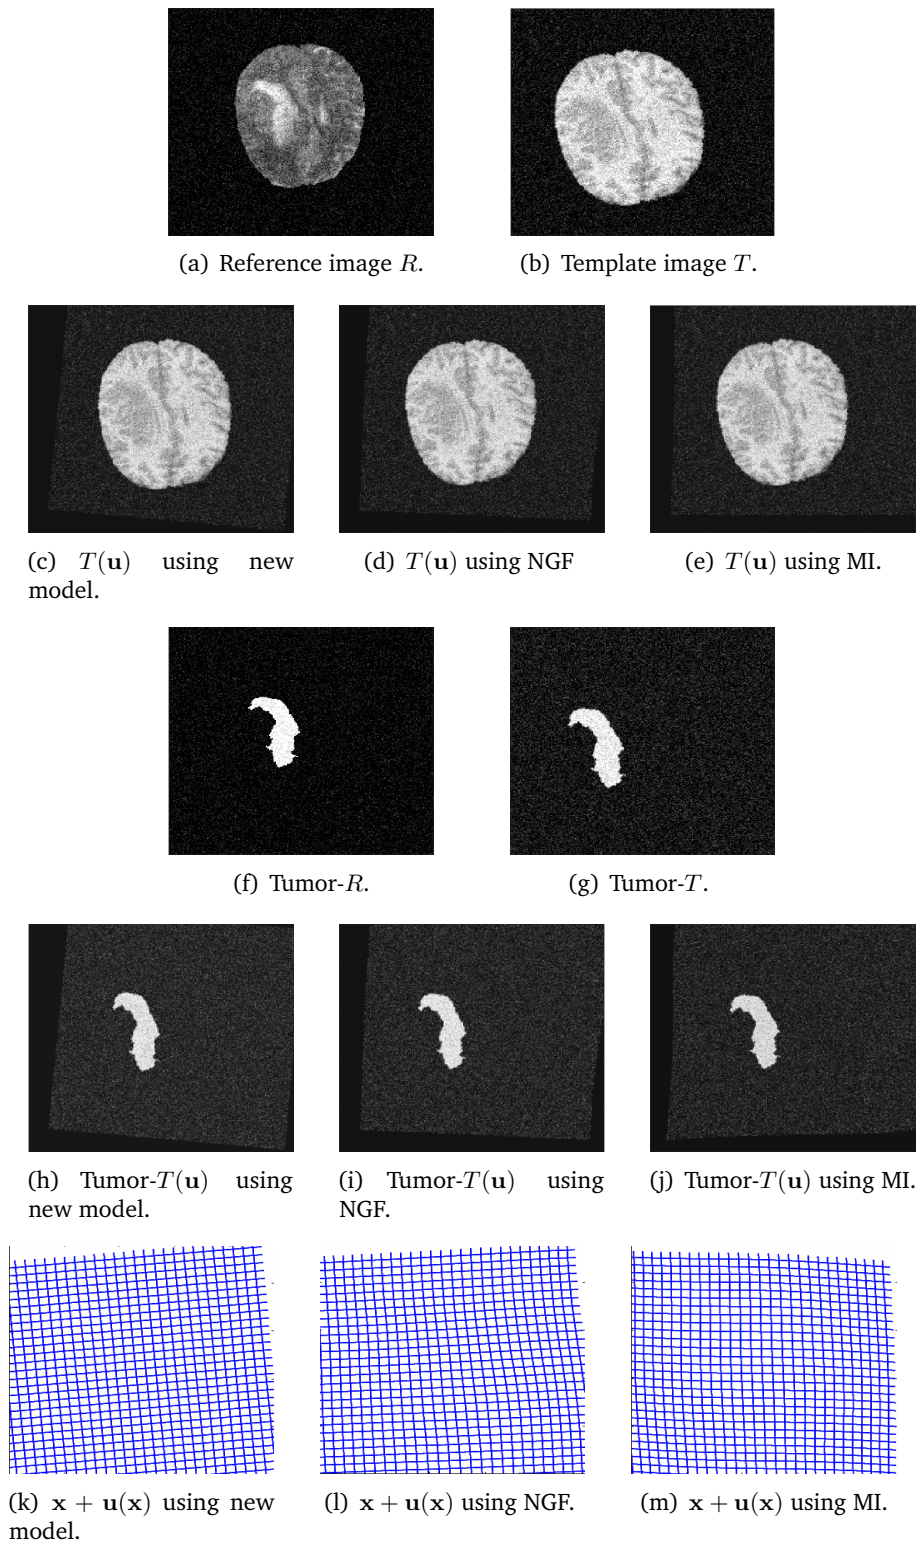 (a) Reference image R.
(b) Template image T.
(c) T(u) using new
model.
(d) T(u) using NGF
(e) T(u) using MI.
(f) Tumor-R.
(g) Tumor-T.
(h) Tumor-T(u) using
new model.
(i) Tumor-T(u) using
NGF.
(j) Tumor-T(u) using MI.
(k) x + u(x) using new
model.
(l) x + u(x) using NGF.
(m) x + u(x) using MI.